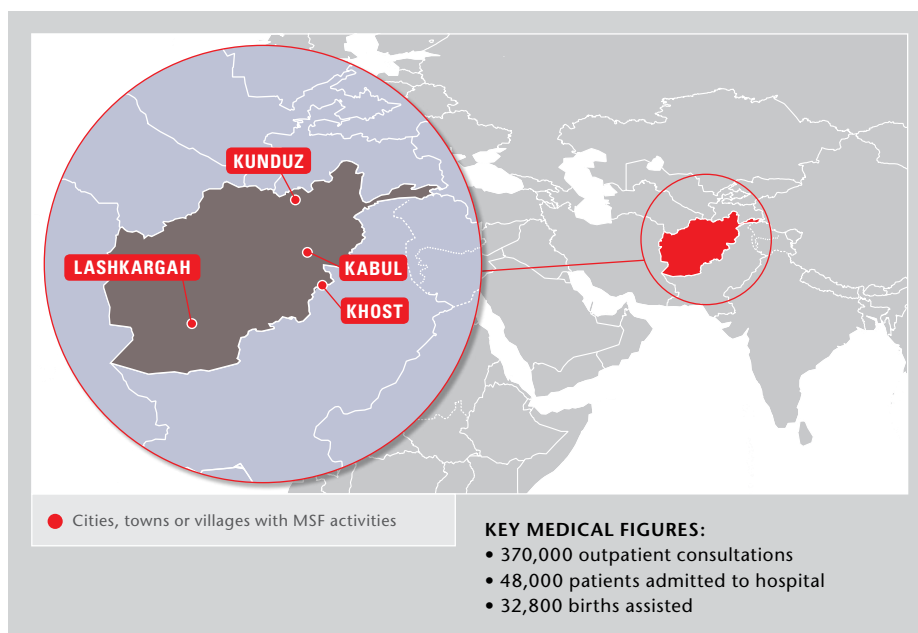 KUNDUZ
LASHKARGAH
KABUL
KHOST
Cities, towns or villages with MSF activities
KEY MEDICAL FIGURES:
• 370,000 outpatient consultations
• 48,000 patients admitted to hospital
• 32,800 births assisted